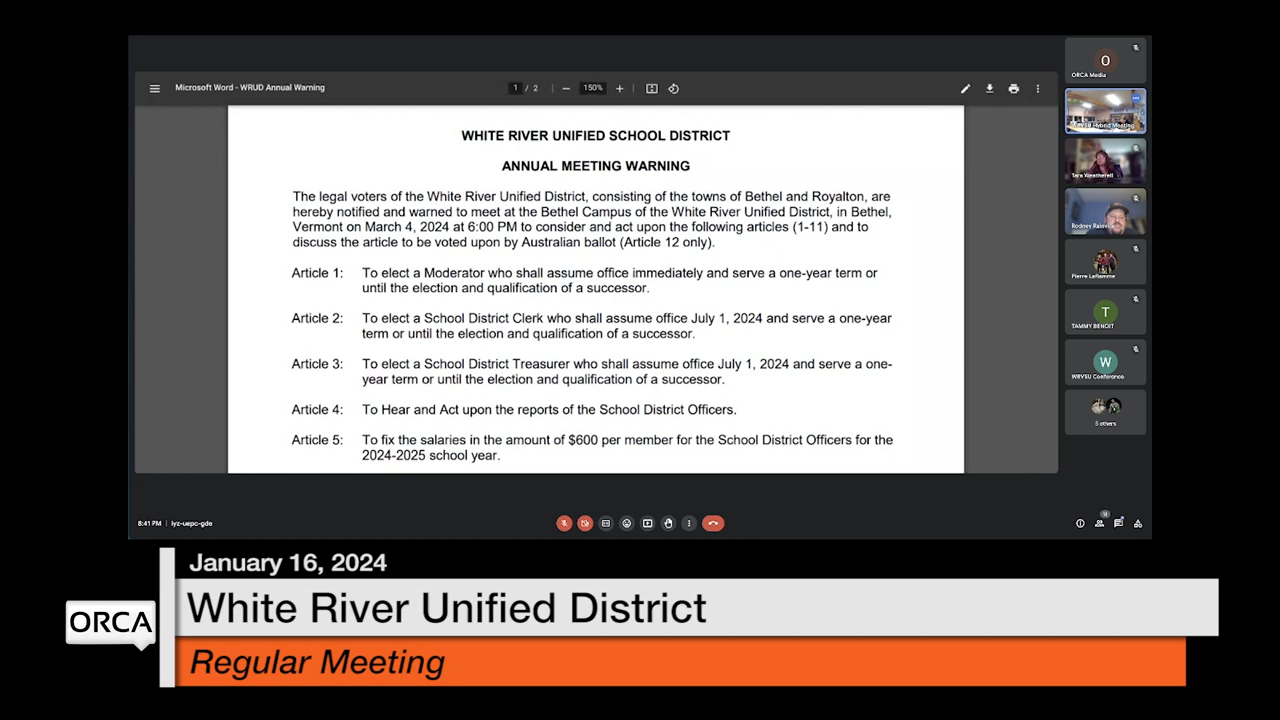 Microsoft Word - WRUD Annual Warning
1 / 2
150%
WHITE RIVER UNIFIED SCHOOL DISTRICT
ANNUAL MEETING WARNING
The legal voters of the White River Unified District, consisting of the towns of Bethel and Royalton, are
hereby notified and warned to meet at the Bethel Campus of the White River Unified District, in Bethel,
Vermont on March 4, 2024 at 6:00 PM to consider and act upon the following articles (1-11) and to
discuss the article to be voted upon by Australian ballot (Article 12 only).
Article 1: To elect a Moderator who shall assume office immediately and serve a one-year term or
until the election and qualification of a successor.
Article 2: To elect a School District Clerk who shall assume office July 1, 2024 and serve a one-year
term or until the election and qualification of a successor.
Article 3: To elect a School District Treasurer who shall assume office July 1, 2024 and serve a one-
year term or until the election and qualification of a successor.
Article 4: To Hear and Act upon the reports of the School District Officers.
Article 5: To fix the salaries in the amount of $600 per member for the School District Officers for the
2024-2025 school year.
O
ORCA Media
Hybrid Meeting
Tara Weatherell
Rodney
Pierre Laflamme
T
TAMMY BENOIT
W
WRVSU Conference
5 others
8:41 PM | iyz-uepc-gde
January 16, 2024
ORCA
White River Unified District
Regular Meeting